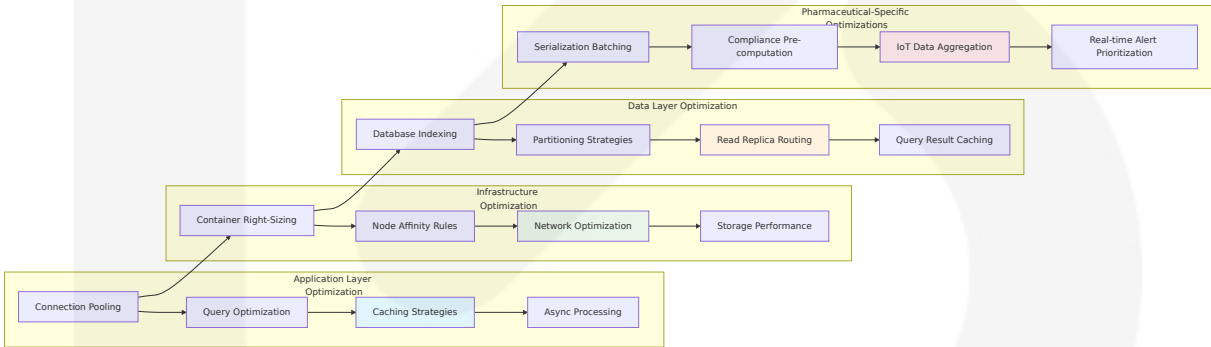 Pharmaceutical-Specific
Optimizations
Serialization Batching
Compliance Pre-
computation
IoT Data Aggregation
Real-time Alert
Prioritization
Data Layer Optimization
Database Indexing
Partitioning Strategies
Read Replica Routing
Query Result Caching
Infrastructure
Optimization
Container Right-Sizing
Node Affinity Rules
Network Optimization
Storage Performance
Application Layer
Optimization
Connection Pooling
Query Optimization
Caching Strategies
Async Processing